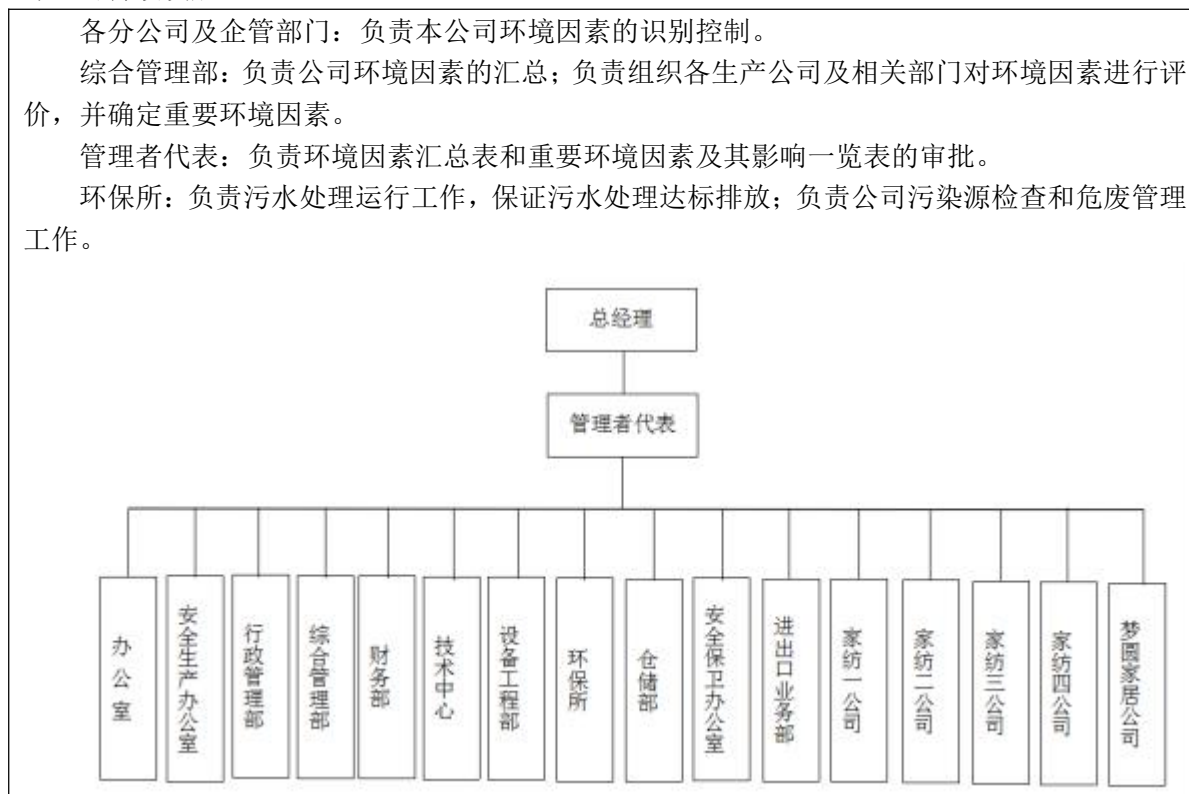 各分公司及企管部门：负责本公司环境因素的识别控制。
综合管理部：负责公司环境因素的汇总；负责组织各生产公司及相关部门对环境因素进行评
价，并确定重要环境因素。
管理者代表：负责环境因素汇总表和重要环境因素及其影响一览表的审批。
环保所：负责污水处理运行工作，保证污水处理达标排放；负责公司污染源检查和危废管理
工作。
总经理
管理者代表
办公室
安全生产办公室
行政管理部
综合管理部
财务部
技术中心
设备工程部
环保所
仓储部
安全保卫办公室
进出口业务部
家纺一公司
家纺二公司
家纺三公司
家纺四公司
梦圆家居公司